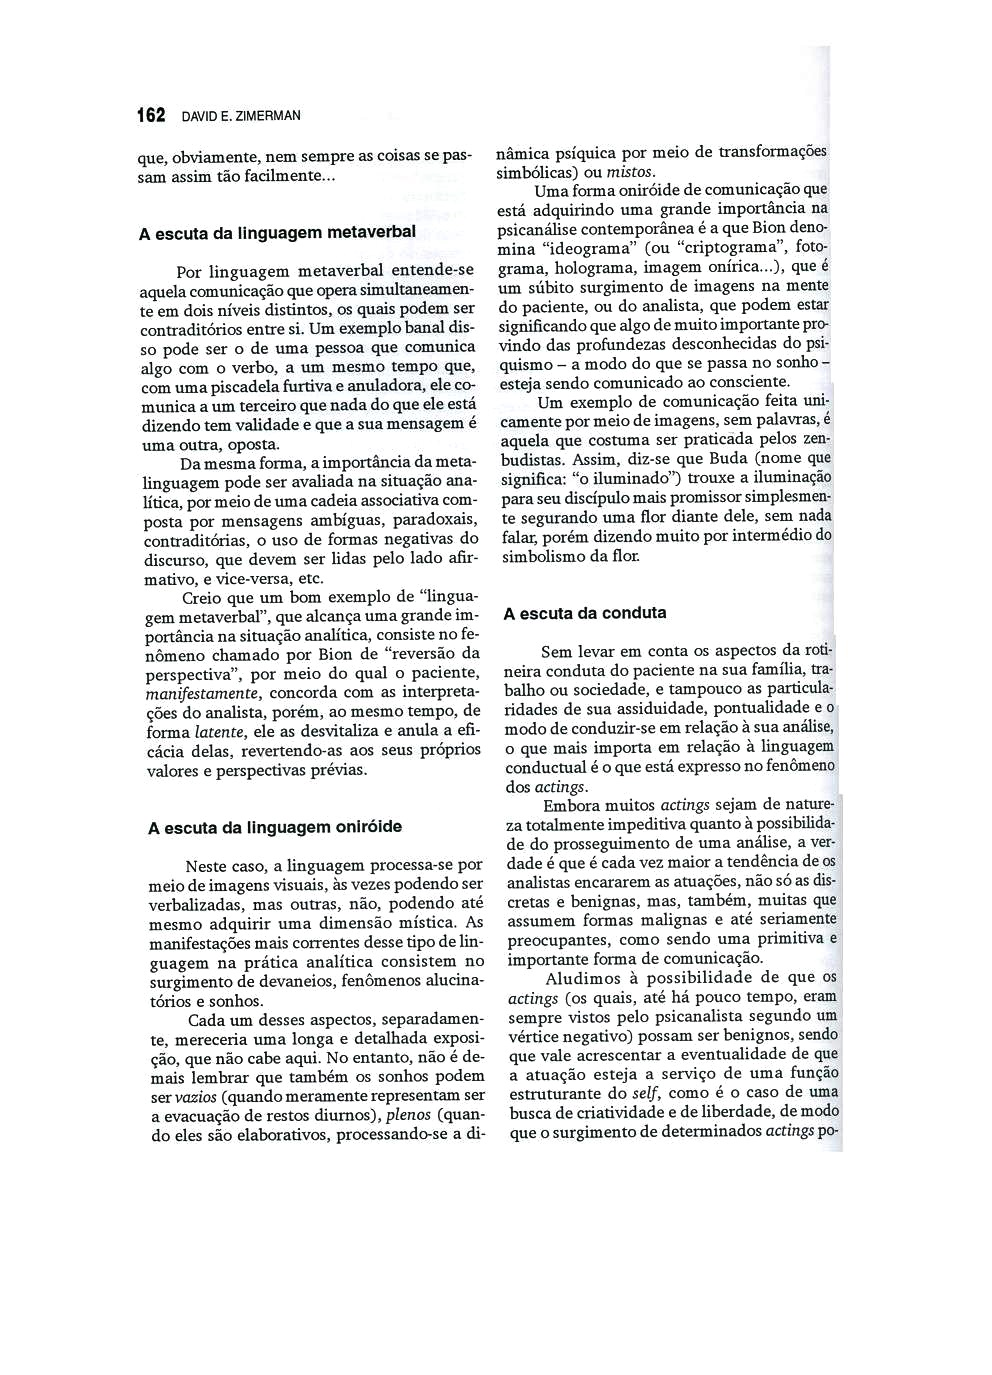 162 DAVID E. ZIMERMAN
que, obviamente, nem sempre as coisas se pas-
sam assim tão facilmente...
A escuta da linguagem metaverbal
Por linguagem metaverbal entende-se
aquela comunicação que opera simultaneamen-
te em dois níveis distintos, os quais podem ser
contraditórios entre si. Um exemplo banal dis-
so pode ser o de uma pessoa que comunica
algo com o verbo, a um mesmo tempo que,
com uma piscadela furtiva e anuladora, ele co-
munica a um terceiro que nada do que ele está
dizendo tem validade e que a sua mensagem é
uma outra, oposta.
Da mesma forma, a importância da meta-
linguagem pode ser avaliada na situação ana-
lítica, por meio de uma cadeia associativa com-
posta por mensagens ambíguas, paradoxais,
contraditórias, o uso de formas negativas do
discurso, que devem ser lidas pelo lado afir-
mativo, e vice-versa, etc.
Creio que um bom exemplo de “lingua-
gem metaverbal”, que alcança uma grande im-
portância na situação analítica, consiste no fe-
nômeno chamado por Bion de “reversão da
perspectiva”, por meio do qual o paciente,
manifestamente, concorda com as interpreta-
ções do analista, porém, ao mesmo tempo, de
forma latente, ele as desvitaliza e anula a efi-
cácia delas, revertendo-as aos seus próprios
valores e perspectivas prévias.
A escuta da linguagem oniróide
Neste caso, a linguagem processa-se por
meio de imagens visuais, às vezes podendo ser
verbalizadas, mas outras, não, podendo até
mesmo adquirir uma dimensão mística. As
manifestações mais correntes desse tipo de lin-
guagem na prática analítica consistem no
surgimento de devaneios, fenômenos alucina-
tórios e sonhos.
Cada um desses aspectos, separadamen-
te, mereceria uma longa e detalhada exposi-
ção, que não cabe aqui. No entanto, não é de-
mais lembrar que também os sonhos podem
ser vazios (quando meramente representam ser
a evacuação de restos diurnos), plenos (quan-
do eles são elaborativos, processando-se a di-
nâmica psíquica por meio de transformações
simbólicas) ou mistos.
Uma forma oniróide de comunicação que
está adquirindo uma grande importância na
psicanálise contemporânea é a que Bion deno-
mina “ideograma” (ou “criptograma”, foto-
grama, holograma, imagem onírica...), que é
um súbito surgimento de imagens na mente
do paciente, ou do analista, que podem estar
significando que algo de muito importante pro-
vindo das profundezas desconhecidas do psi-
quismo – a modo do que se passa no sonho –
esteja sendo comunicado ao consciente.
Um exemplo de comunicação feita uni-
camente por meio de imagens, sem palavras, é
aquela que costuma ser praticada pelos zen-
budistas. Assim, diz-se que Buda (nome que
significa: “o iluminado”) trouxe a iluminação
para seu discípulo mais promissor simplesmen-
te segurando uma flor diante dele, sem nada
falar, porém dizendo muito por intermédio do
simbolismo da flor.
A escuta da conduta
Sem levar em conta os aspectos da roti-
neira conduta do paciente na sua família, tra-
balho ou sociedade, e tampouco as particula-
ridades de sua assiduidade, pontualidade e o
modo de conduzir-se em relação à sua análise,
o que mais importa em relação à linguagem
conductual é o que está expresso no fenômeno
dos actings.
Embora muitos actings sejam de nature-
za totalmente impeditiva quanto à possibilida-
de do prosseguimento de uma análise, a ver-
dade é que é cada vez maior a tendência de os
analistas encararem as atuações, não só as dis-
cretas e benignas, mas, também, muitas que
assumem formas malignas e até seriamente
preocupantes, como sendo uma primitiva e
importante forma de comunicação.
Aludimos à possibilidade de que os
actings (os quais, até há pouco tempo, eram
sempre vistos pelo psicanalista segundo um
vértice negativo) possam ser benignos, sendo
que vale acrescentar a eventualidade de que
a atuação esteja a serviço de uma função
estruturante do self, como é o caso de uma
busca de criatividade e de liberdade, de modo
que o surgimento de determinados actings po-